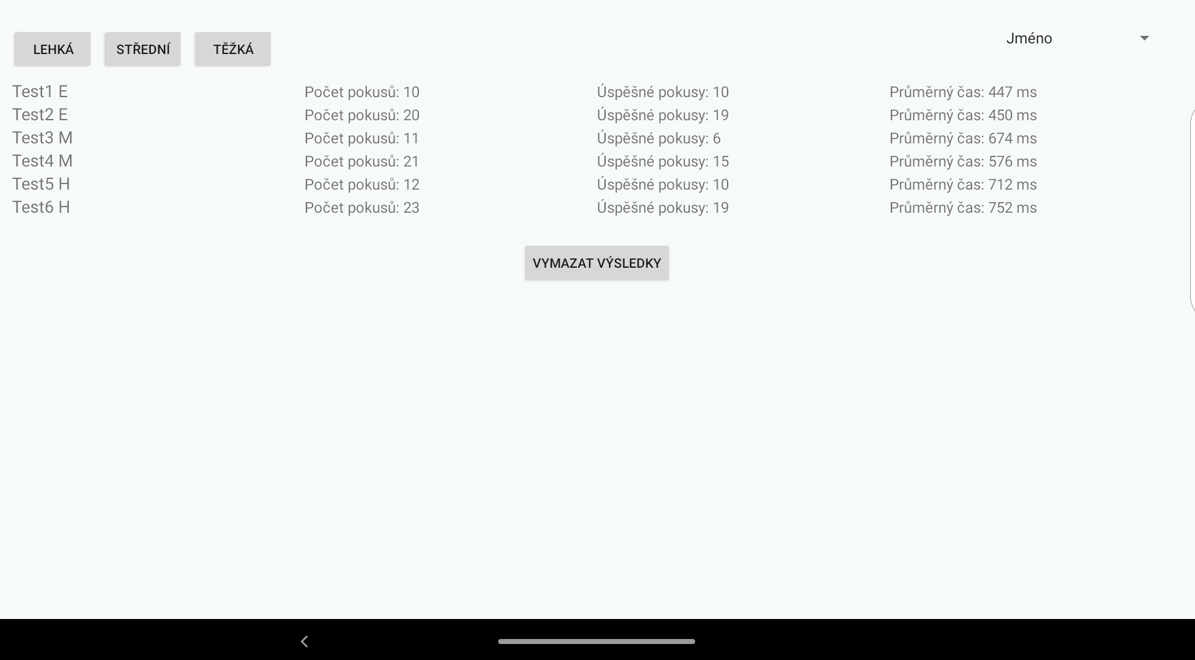 LEHKÁ STŘEDNÍ TĚŽKÁ Jméno
Test1 E Počet pokusů: 10 Úspěšné pokusy: 10 Průměrný čas: 447 ms
Test2 E Počet pokusů: 20 Úspěšné pokusy: 19 Průměrný čas: 450 ms
Test3 M Počet pokusů: 11 Úspěšné pokusy: 6 Průměrný čas: 674 ms
Test4 M Počet pokusů: 21 Úspěšné pokusy: 15 Průměrný čas: 576 ms
Test5 H Počet pokusů: 12 Úspěšné pokusy: 10 Průměrný čas: 712 ms
Test6 H Počet pokusů: 23 Úspěšné pokusy: 19 Průměrný čas: 752 ms
VYMAZAT VÝSLEDKY